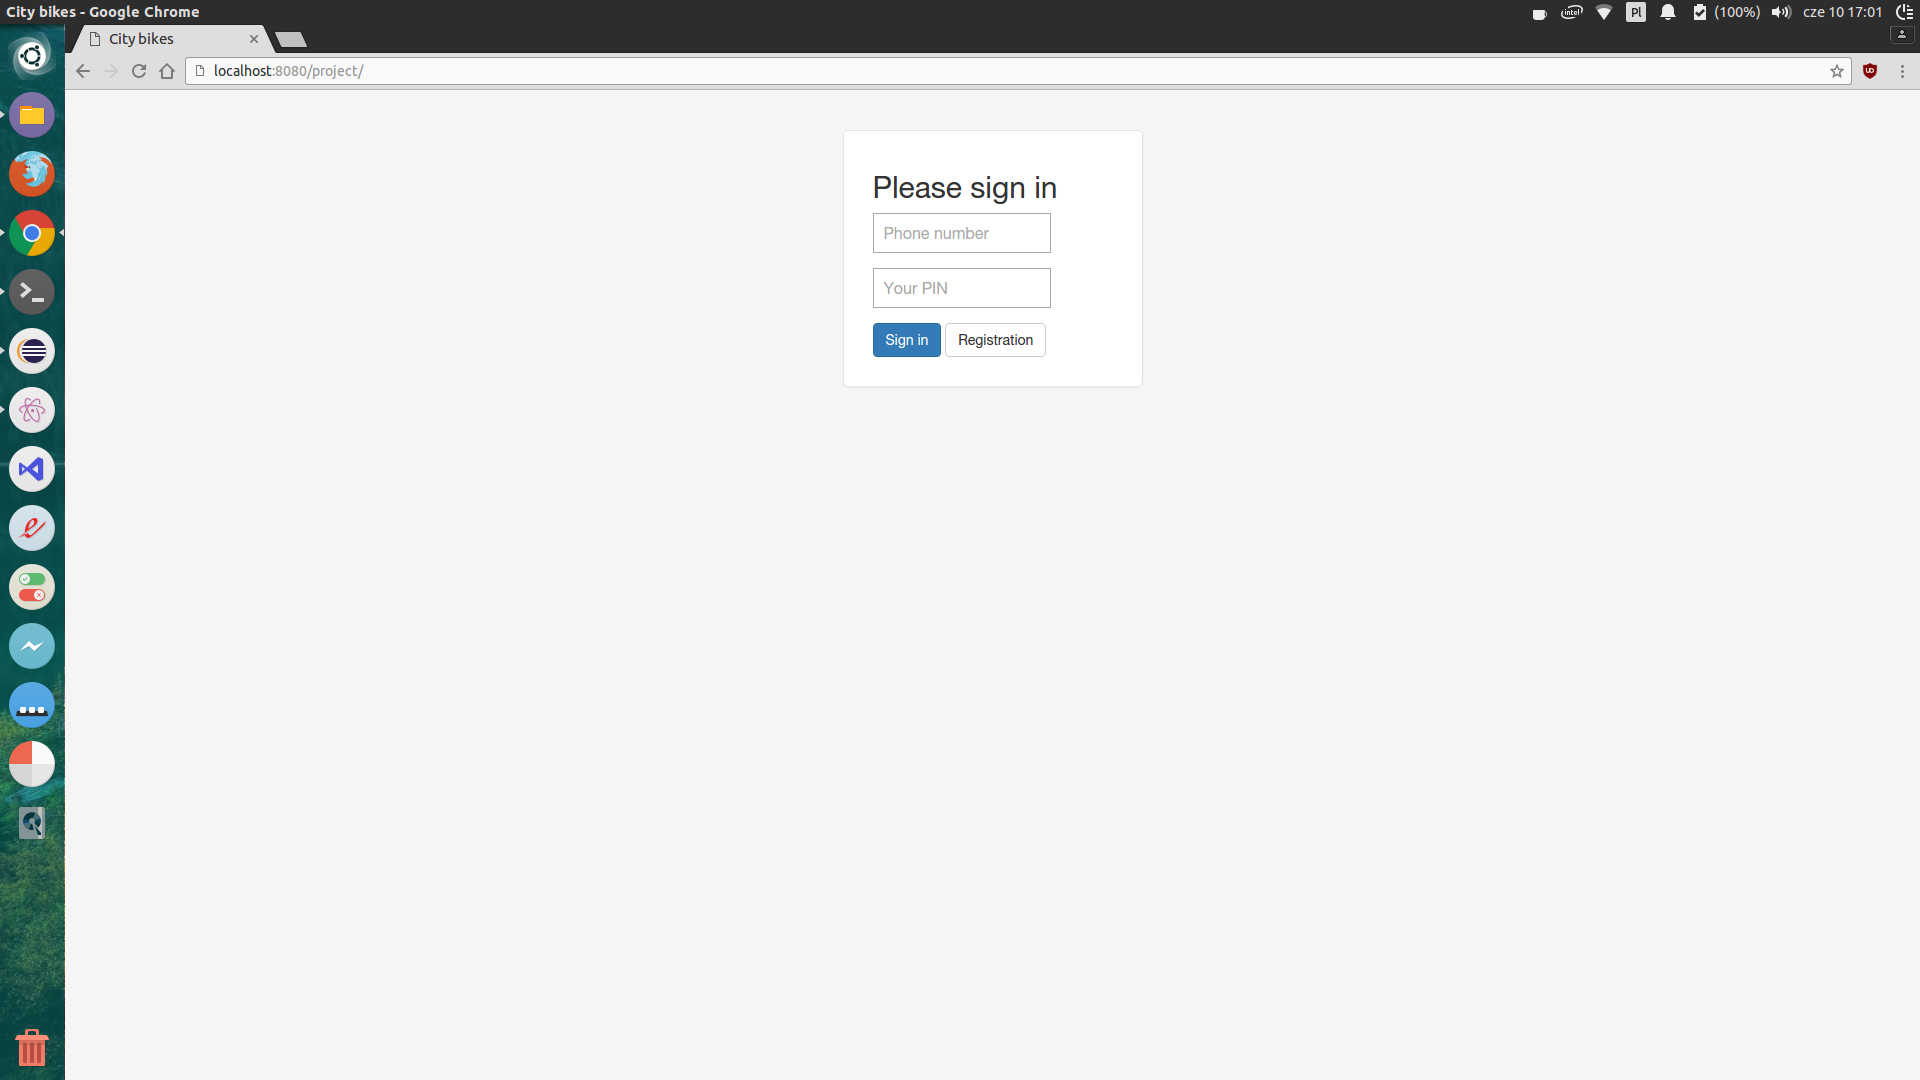 City bikes - Google Chrome
intel Pl (100%) cze 10 17:01
City bikes
localhost:8080/project/
Please sign in
Phone number
Your PIN
Sign in Registration